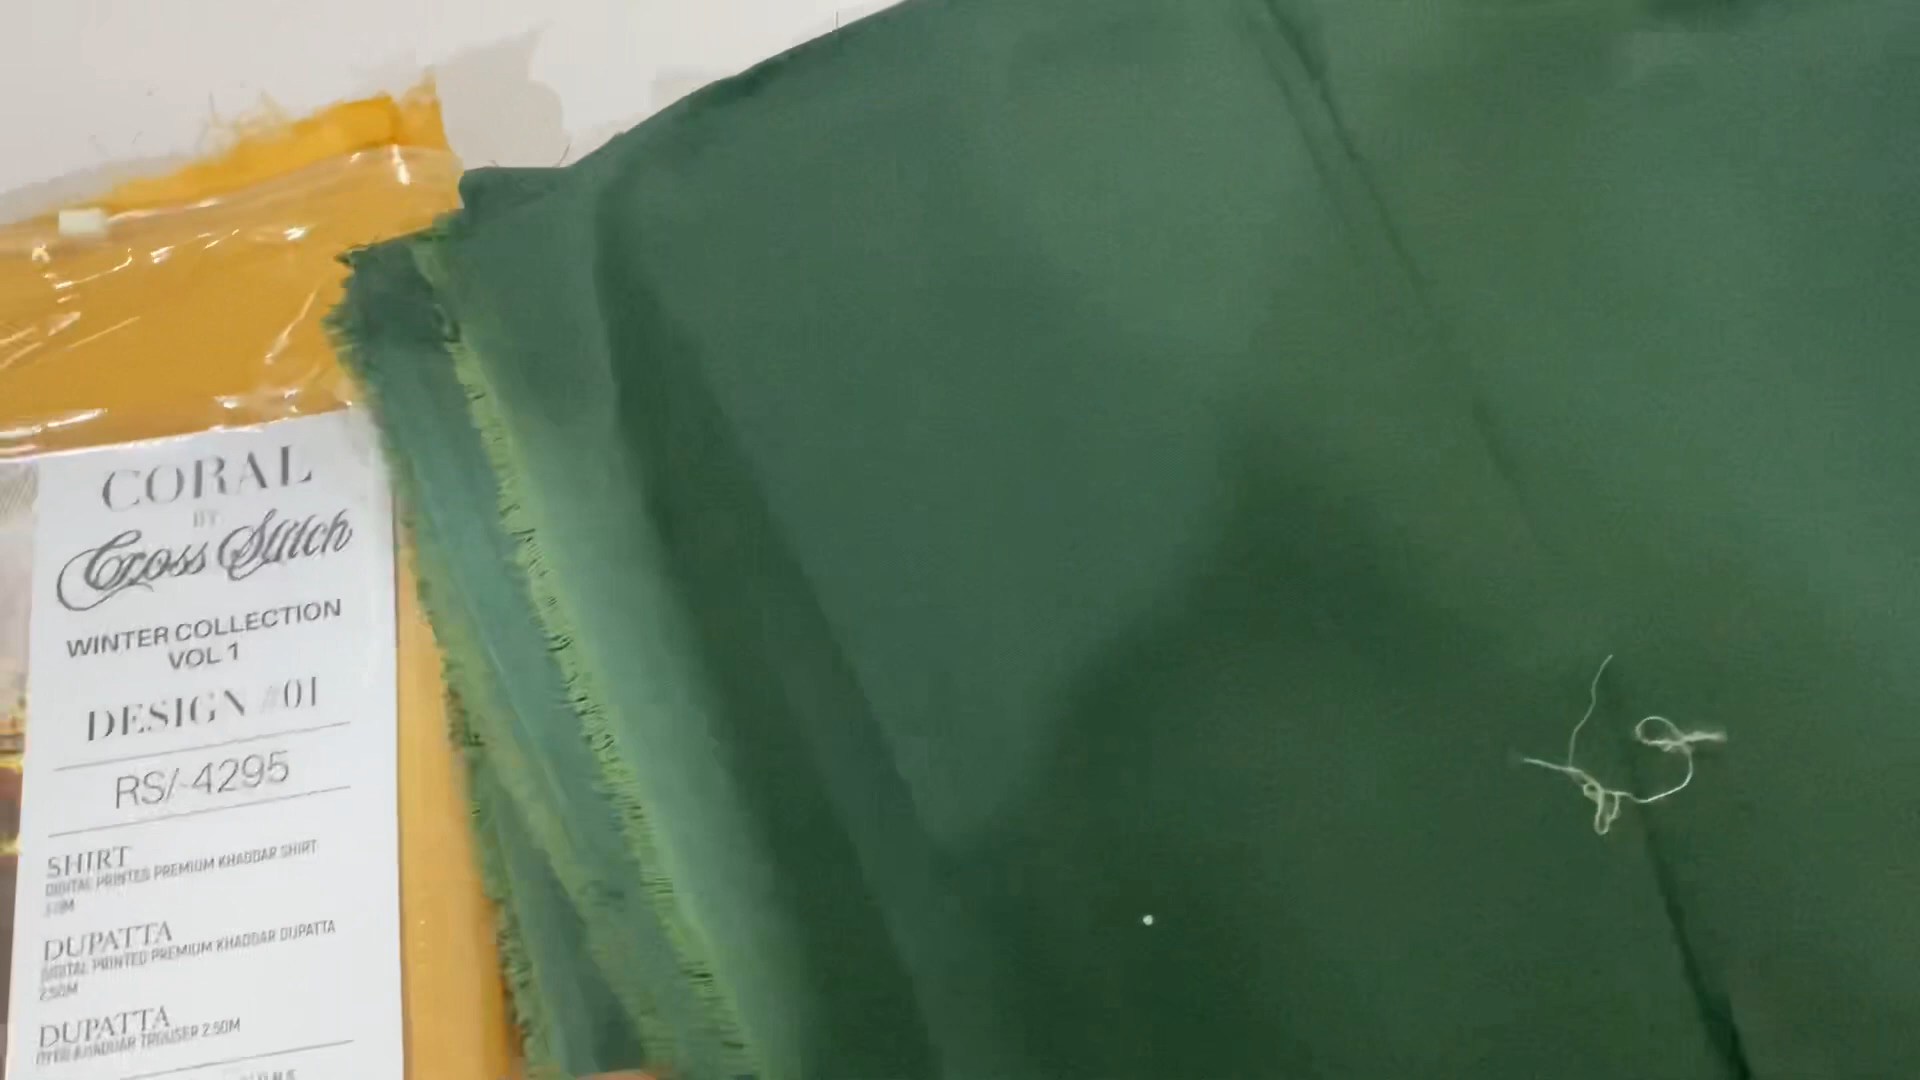 CORAL
BY
Cross Stitch
WINTER COLLECTION
VOL 1
DESIGN #01
RS/-4295
SHIRT
DIGITAL PRINTED PREMIUM KHADDAR SHIRT
DUPATTA
DIGITAL PRINTED PREMIUM KHADDAR DUPATTA
2.50M
DUPATTA
DYED KHADDAR TROUSER 2.50M